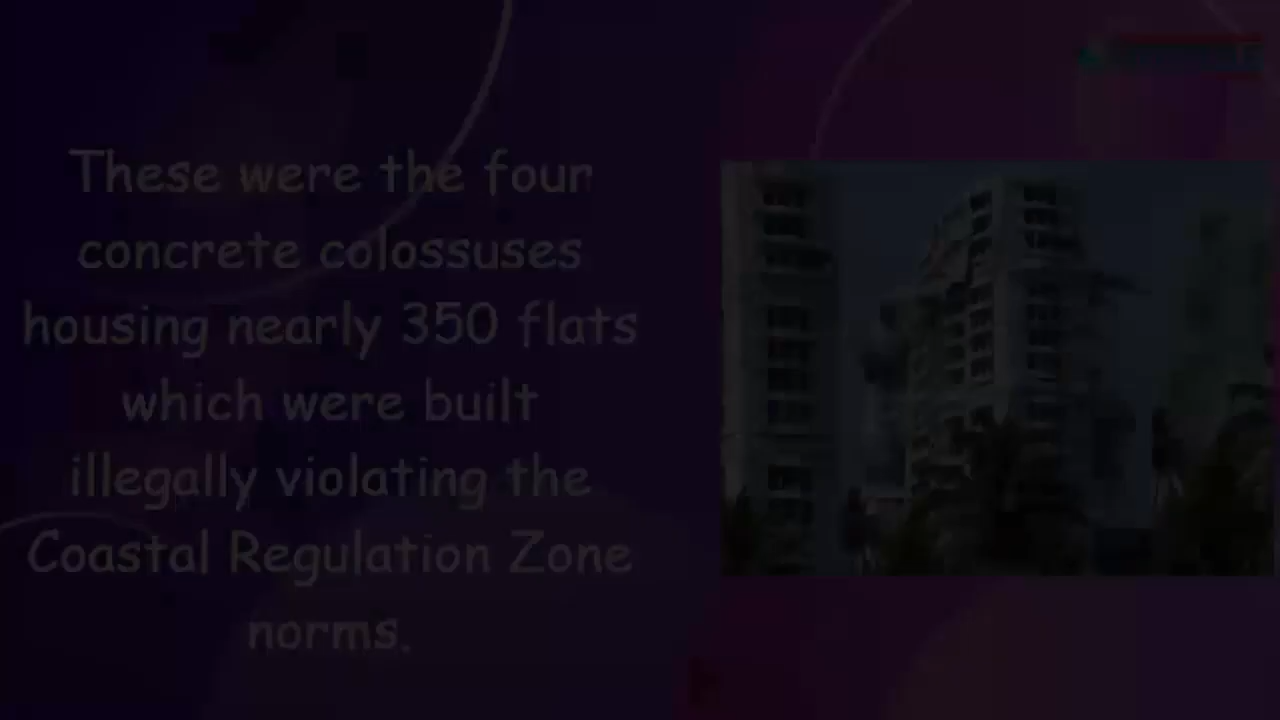 These were the four
concrete colossuses
housing nearly 350 flats
which were built
illegally violating the
Coastal Regulation Zone
norms.